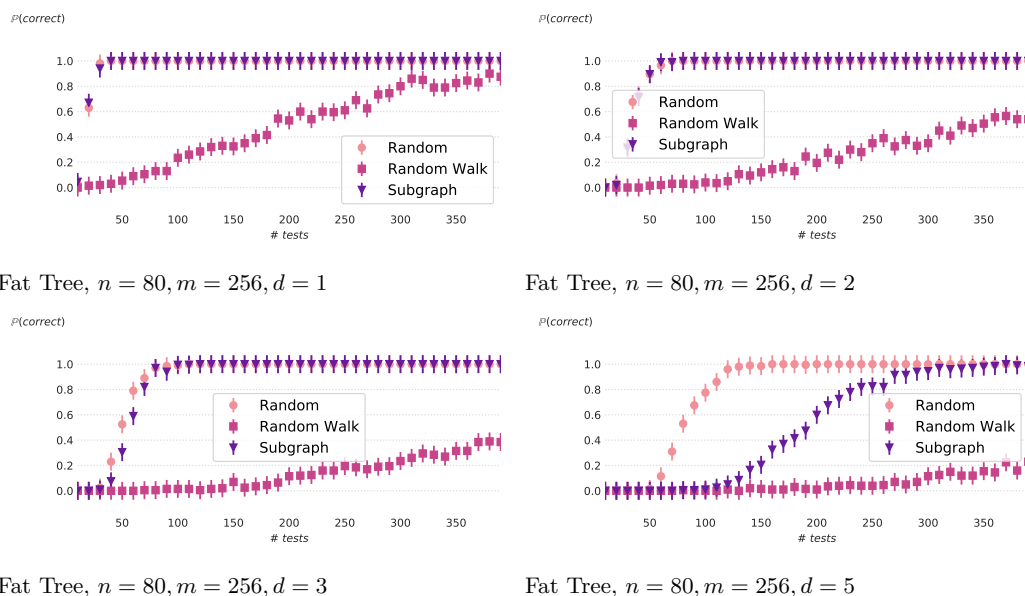 ℙ(correct)
1.0
0.8
0.6
0.4
0.2
0.0
Random
Random Walk
Subgraph
50 100 150 200 250 300 350
# tests
Fat Tree, n = 80, m = 256, d = 1
ℙ(correct)
1.0
0.8
0.6
0.4
0.2
0.0
Random
Random Walk
Subgraph
50 100 150 200 250 300 350
# tests
Fat Tree, n = 80, m = 256, d = 2
ℙ(correct)
1.0
0.8
0.6
0.4
0.2
0.0
Random
Random Walk
Subgraph
50 100 150 200 250 300 350
# tests
Fat Tree, n = 80, m = 256, d = 3
ℙ(correct)
1.0
0.8
0.6
0.4
0.2
0.0
Random
Random Walk
Subgraph
50 100 150 200 250 300 350
# tests
Fat Tree, n = 80, m = 256, d = 5